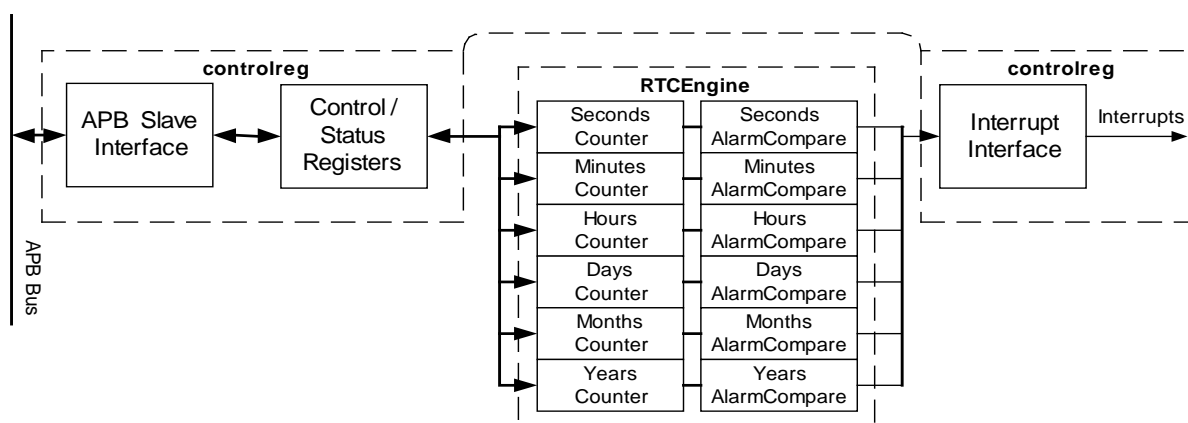 controlreg
APB Slave
Interface
Control /
Status
Registers
APB Bus
RTCEngine
Seconds
Counter
Seconds
AlarmCompare
Minutes
Counter
Minutes
AlarmCompare
Hours
Counter
Hours
AlarmCompare
Days
Counter
Days
AlarmCompare
Months
Counter
Months
AlarmCompare
Years
Counter
Years
AlarmCompare
controlreg
Interrupt
Interface
Interrupts